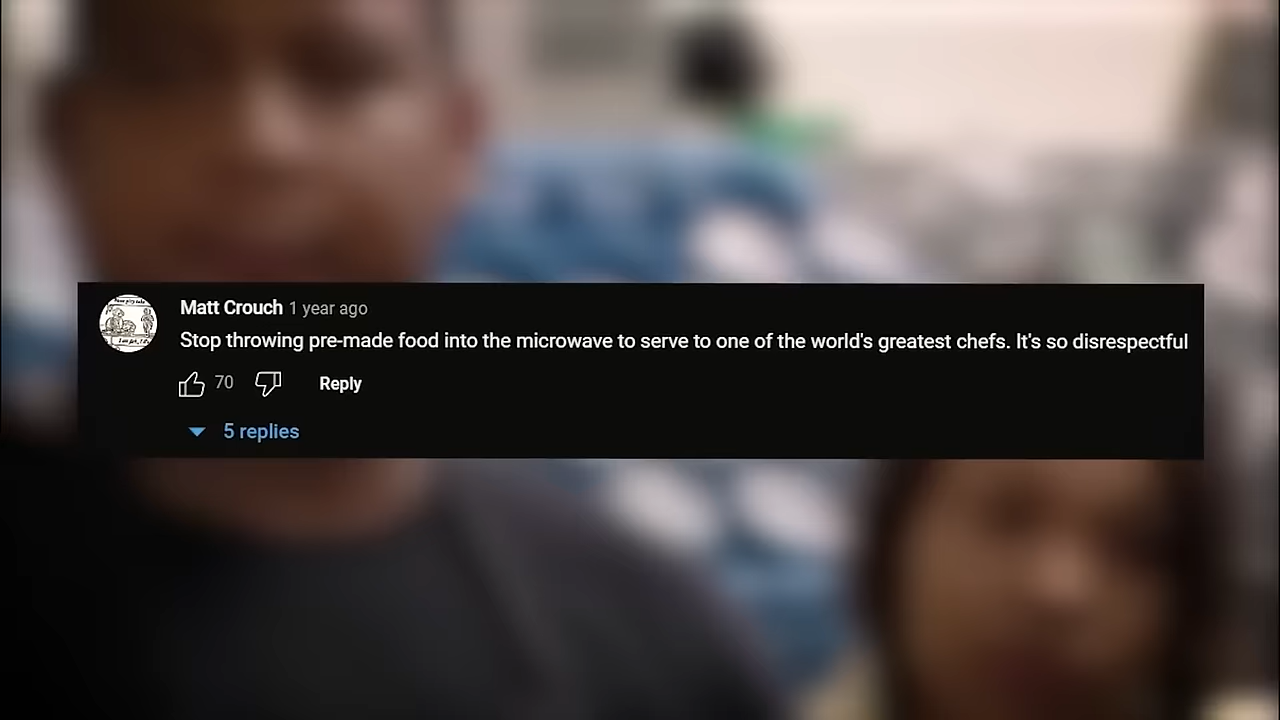 Matt Crouch 1 year ago
Stop throwing pre-made food into the microwave to serve to one of the world's greatest chefs. It's so disrespectful
70 Reply
5 replies